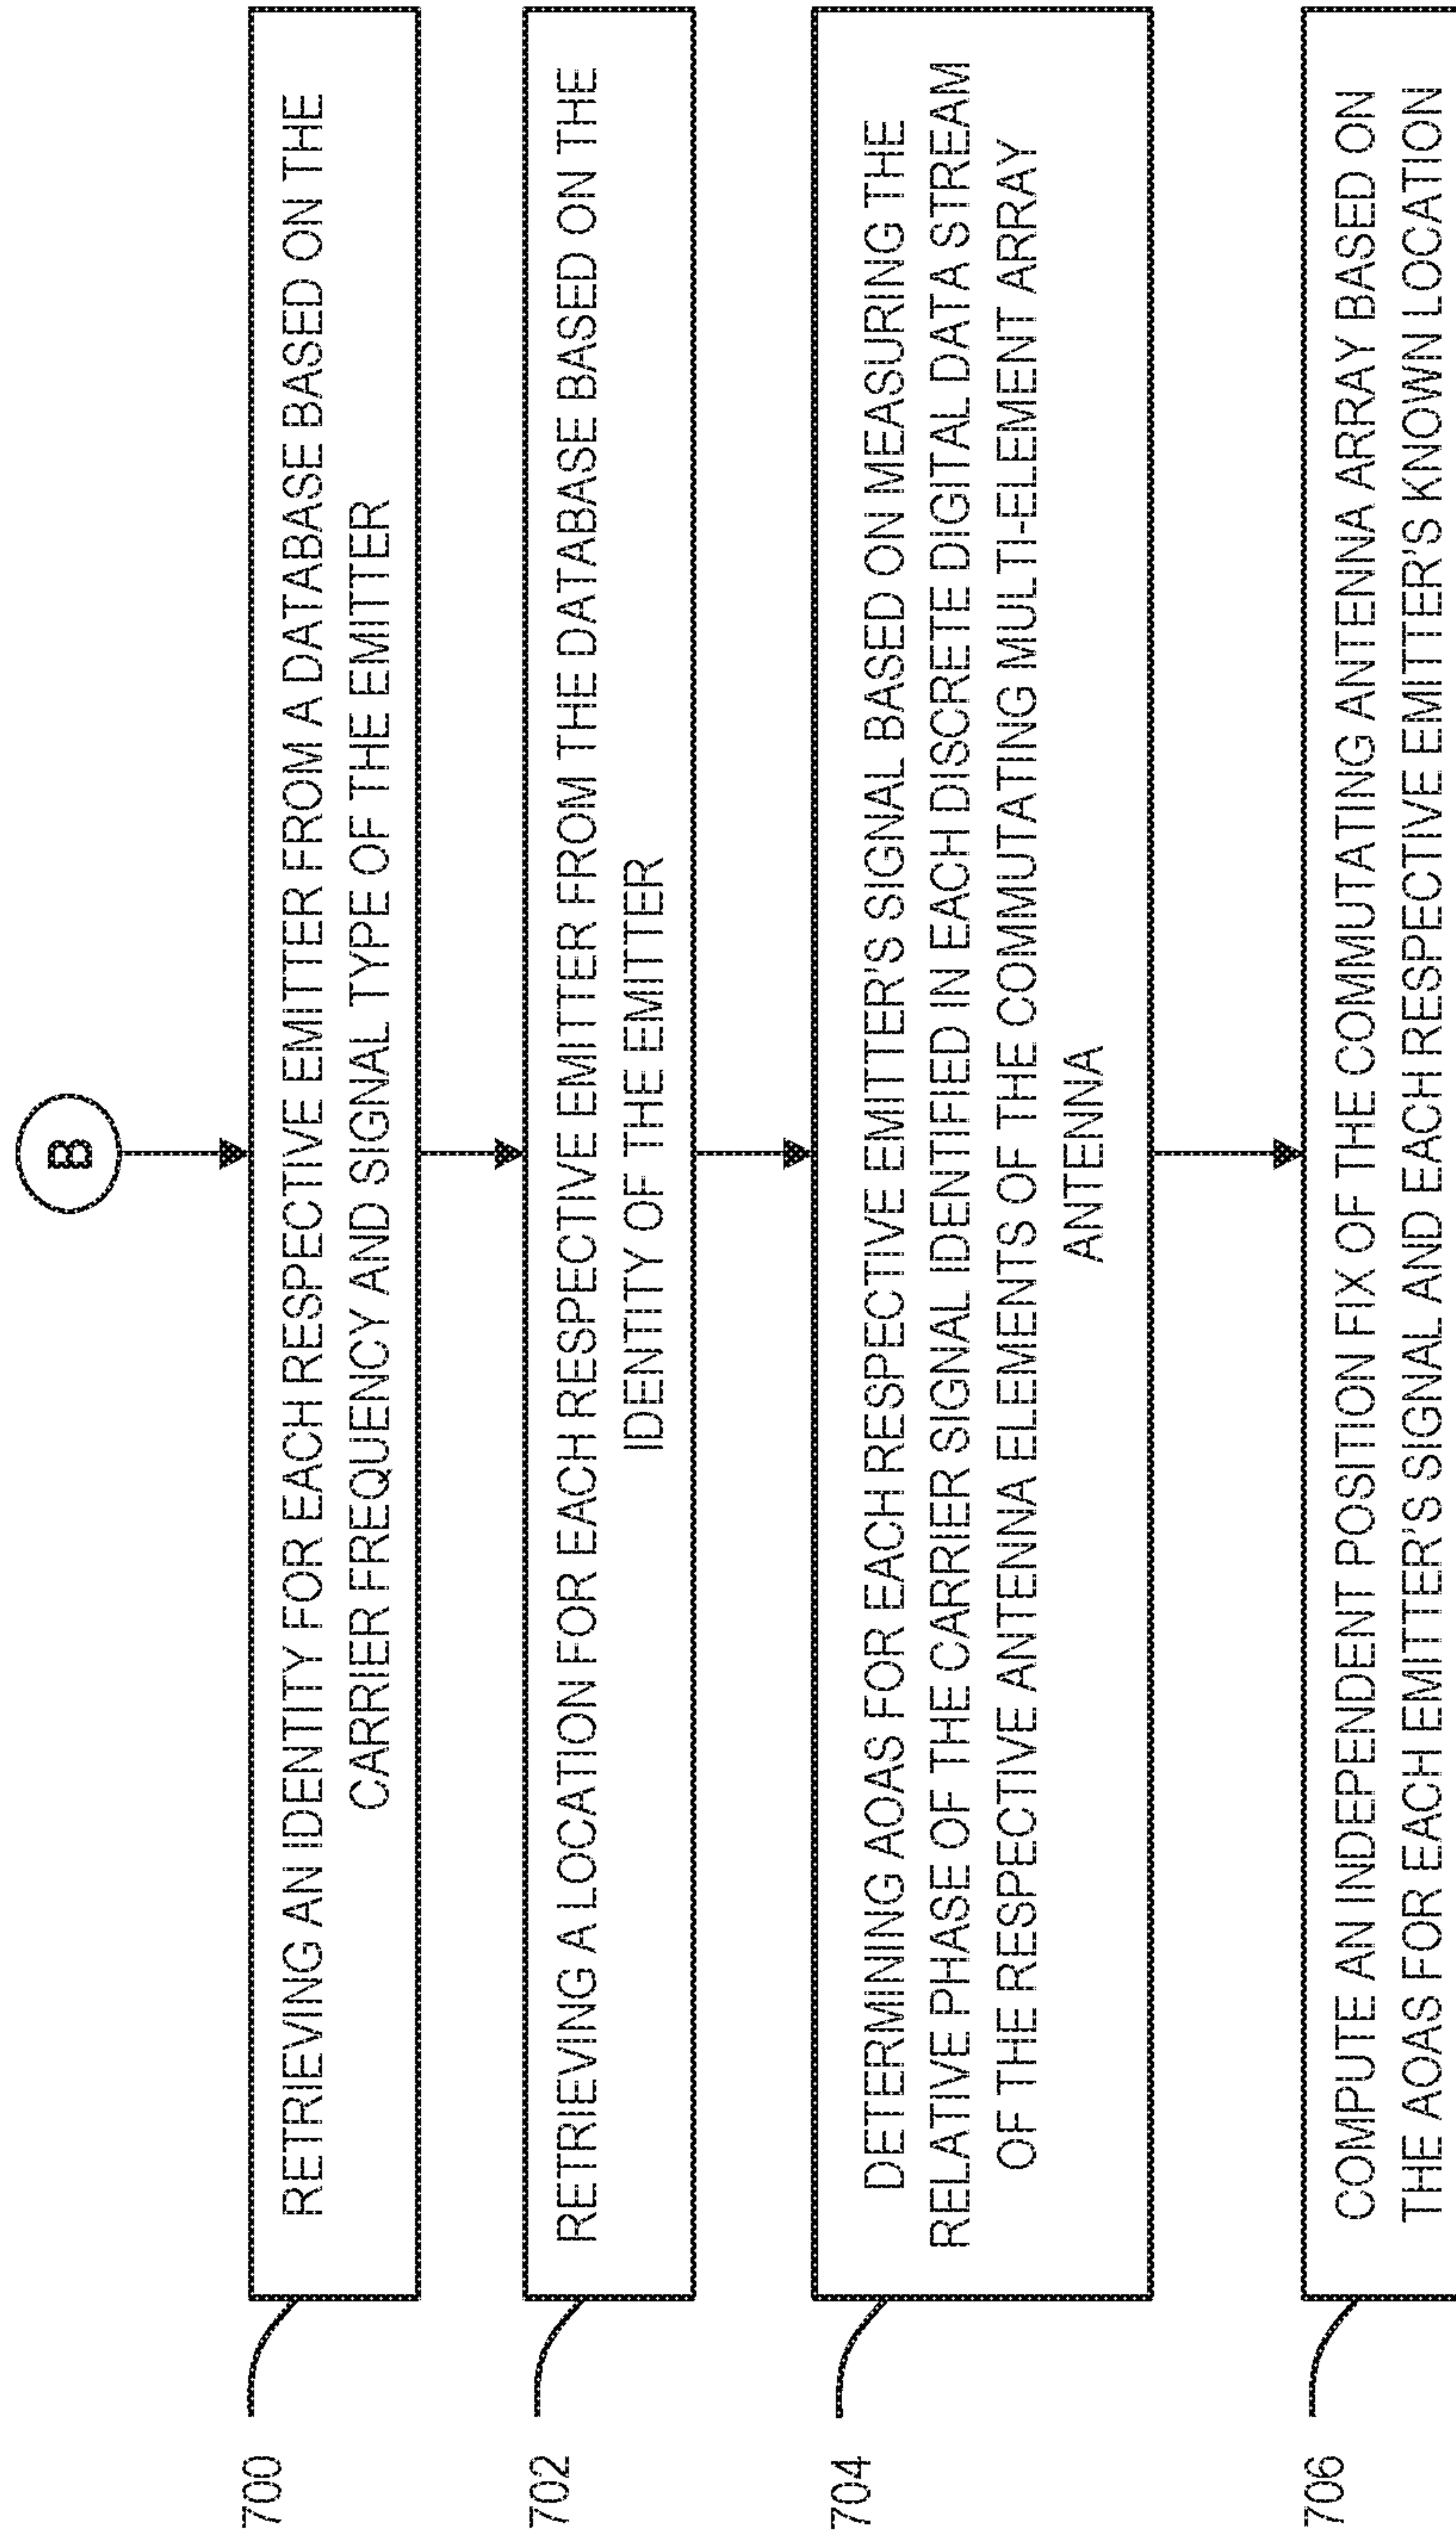 B
700
RETRIEVING AN IDENTITY FOR EACH RESPECTIVE EMITTER FROM A DATABASE BASED ON THE
CARRIER FREQUENCY AND SIGNAL TYPE OF THE EMITTER
702
RETRIEVING A LOCATION FOR EACH RESPECTIVE EMITTER FROM THE DATABASE BASED ON THE
IDENTITY OF THE EMITTER
704
DETERMINING AOAS FOR EACH RESPECTIVE EMITTER'S SIGNAL BASED ON MEASURING THE
RELATIVE PHASE OF THE CARRIER SIGNAL IDENTIFIED IN EACH DISCRETE DIGITAL DATA STREAM
OF THE RESPECTIVE ANTENNA ELEMENTS OF THE COMMUTATING MULTI-ELEMENT ARRAY
ANTENNA
706
COMPUTE AN INDEPENDENT POSITION FIX OF THE COMMUTATING ANTENNA ARRAY BASED ON
THE AOAS FOR EACH EMITTER'S SIGNAL AND EACH RESPECTIVE EMITTER'S KNOWN LOCATION